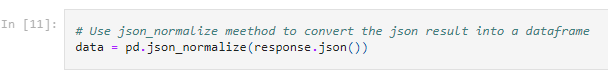 In [11]:
# Use json_normalize meethod to convert the json result into a dataframe
data = pd.json_normalize(response.json())